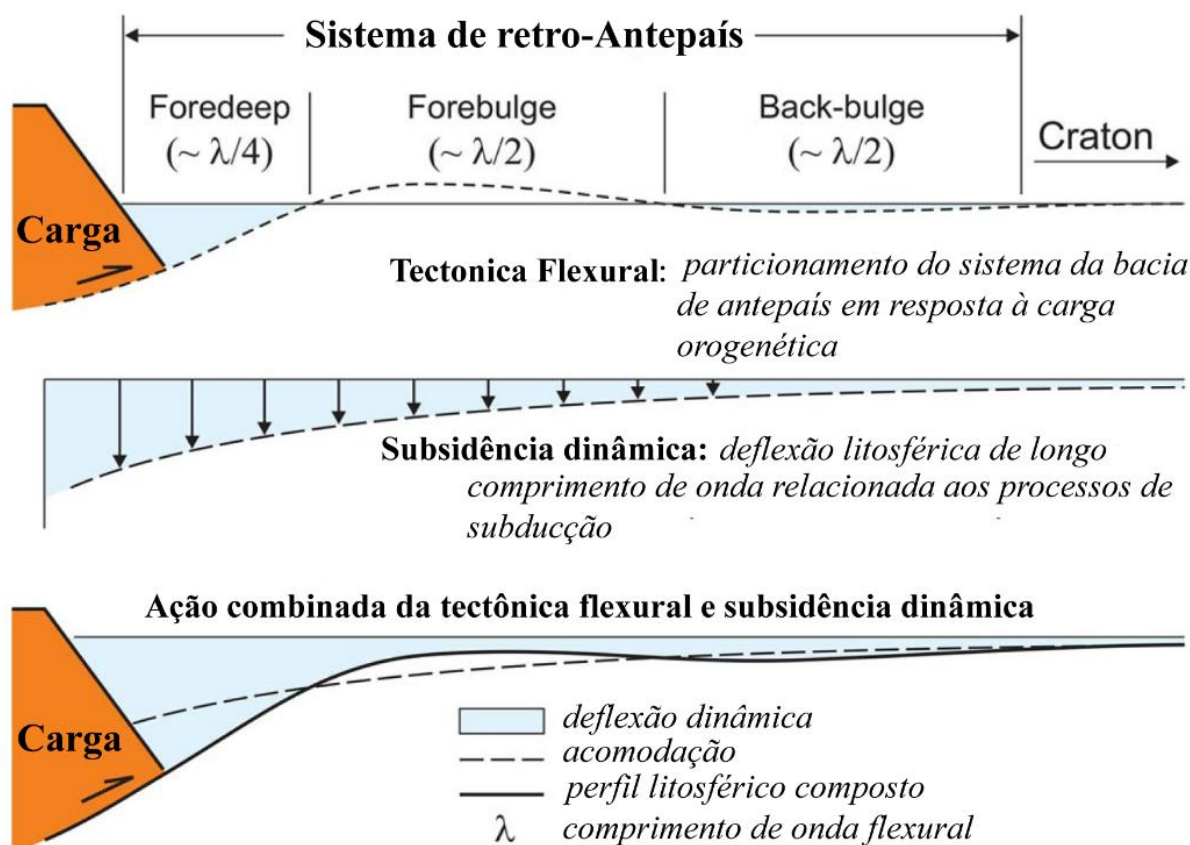 Sistema de retro-Antepaís
Foredeep
(~ λ/4)
Forebulge
(~ λ/2)
Back-bulge
(~ λ/2)
Craton
Carga
Tectonica Flexural: particionamento do sistema da bacia
de antepaís em resposta à carga
orogenética
Subsidência dinâmica: deflexão litosférica de longo
comprimento de onda relacionada aos processos de
subducção
Ação combinada da tectônica flexural e subsidência dinâmica
Carga
deflexão dinâmica
acomodação
perfil litosférico composto
λ comprimento de onda flexural